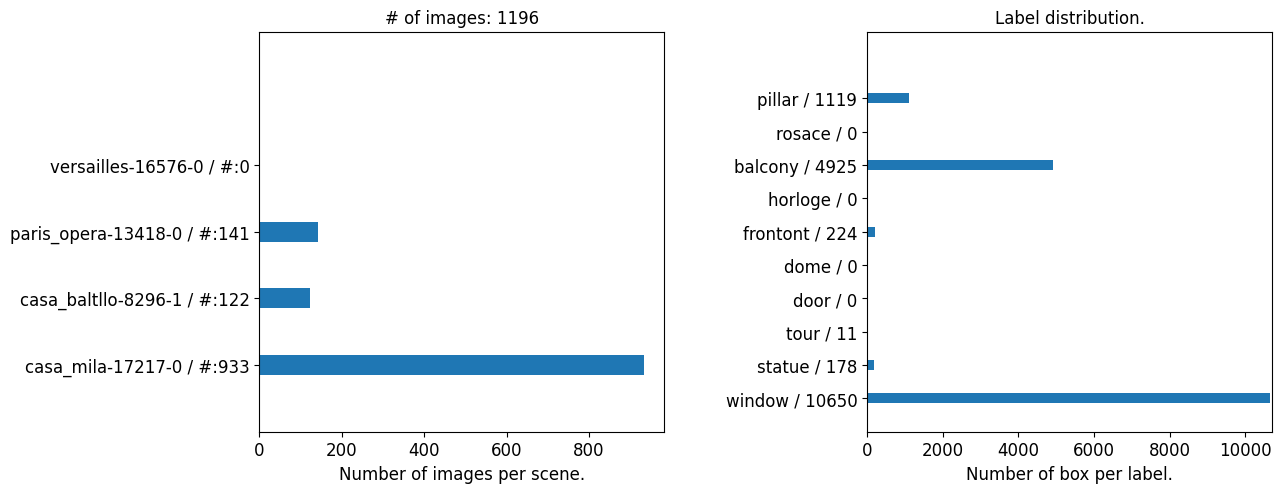 # of images: 1196
versailles-16576-0 / #:0
paris_opera-13418-0 / #:141
casa_baltllo-8296-1 / #:122
casa_mila-17217-0 / #:933
0 200 400 600 800
Number of images per scene.
Label distribution.
pillar / 1119
rosace / 0
balcony / 4925
horloge / 0
frontont / 224
dome / 0
door / 0
tour / 11
statue / 178
window / 10650
0 2000 4000 6000 8000 10000
Number of box per label.